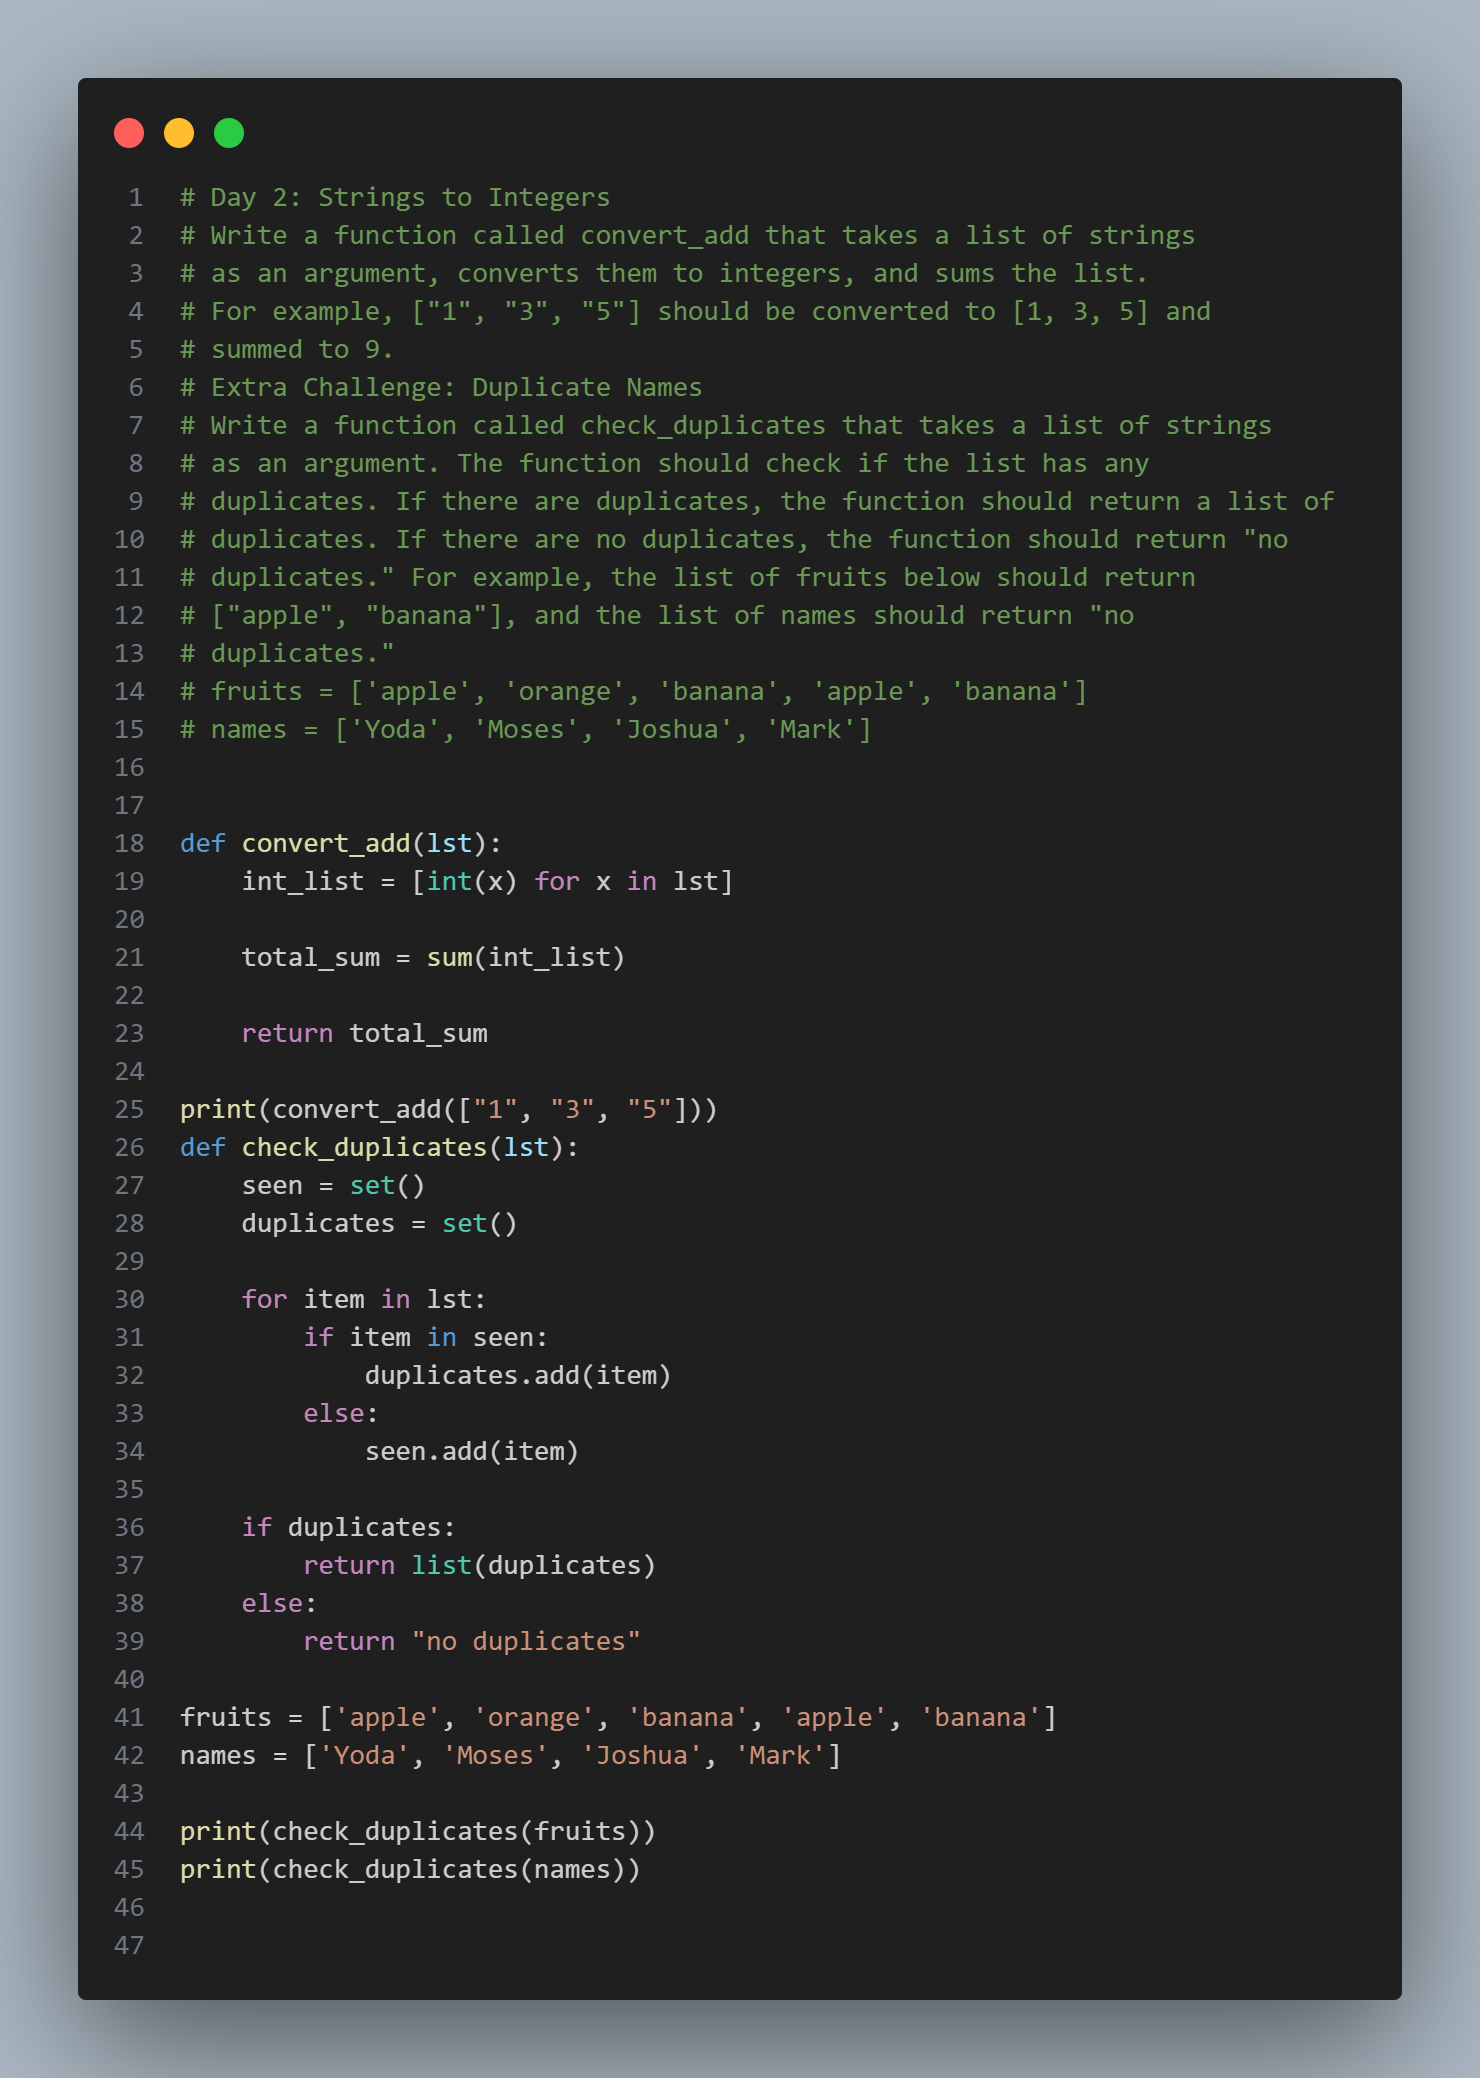 1 # Day 2: Strings to Integers
2 # Write a function called convert_add that takes a list of strings
3 # as an argument, converts them to integers, and sums the list.
4 # For example, ["1", "3", "5"] should be converted to [1, 3, 5] and
5 # summed to 9.
6 # Extra Challenge: Duplicate Names
7 # Write a function called check_duplicates that takes a list of strings
8 # as an argument. The function should check if the list has any
9 # duplicates. If there are duplicates, the function should return a list of
10 # duplicates. If there are no duplicates, the function should return "no
11 # duplicates." For example, the list of fruits below should return
12 # ["apple", "banana"], and the list of names should return "no
13 # duplicates."
14 # fruits = ['apple', 'orange', 'banana', 'apple', 'banana']
15 # names = ['Yoda', 'Moses', 'Joshua', 'Mark']
16
17
18 def convert_add(lst):
19     int_list = [int(x) for x in lst]
20
21     total_sum = sum(int_list)
22
23     return total_sum
24
25 print(convert_add(["1", "3", "5"]))
26 def check_duplicates(lst):
27     seen = set()
28     duplicates = set()
29
30     for item in lst:
31         if item in seen:
32             duplicates.add(item)
33         else:
34             seen.add(item)
35
36     if duplicates:
37         return list(duplicates)
38     else:
39         return "no duplicates"
40
41 fruits = ['apple', 'orange', 'banana', 'apple', 'banana']
42 names = ['Yoda', 'Moses', 'Joshua', 'Mark']
43
44 print(check_duplicates(fruits))
45 print(check_duplicates(names))
46
47